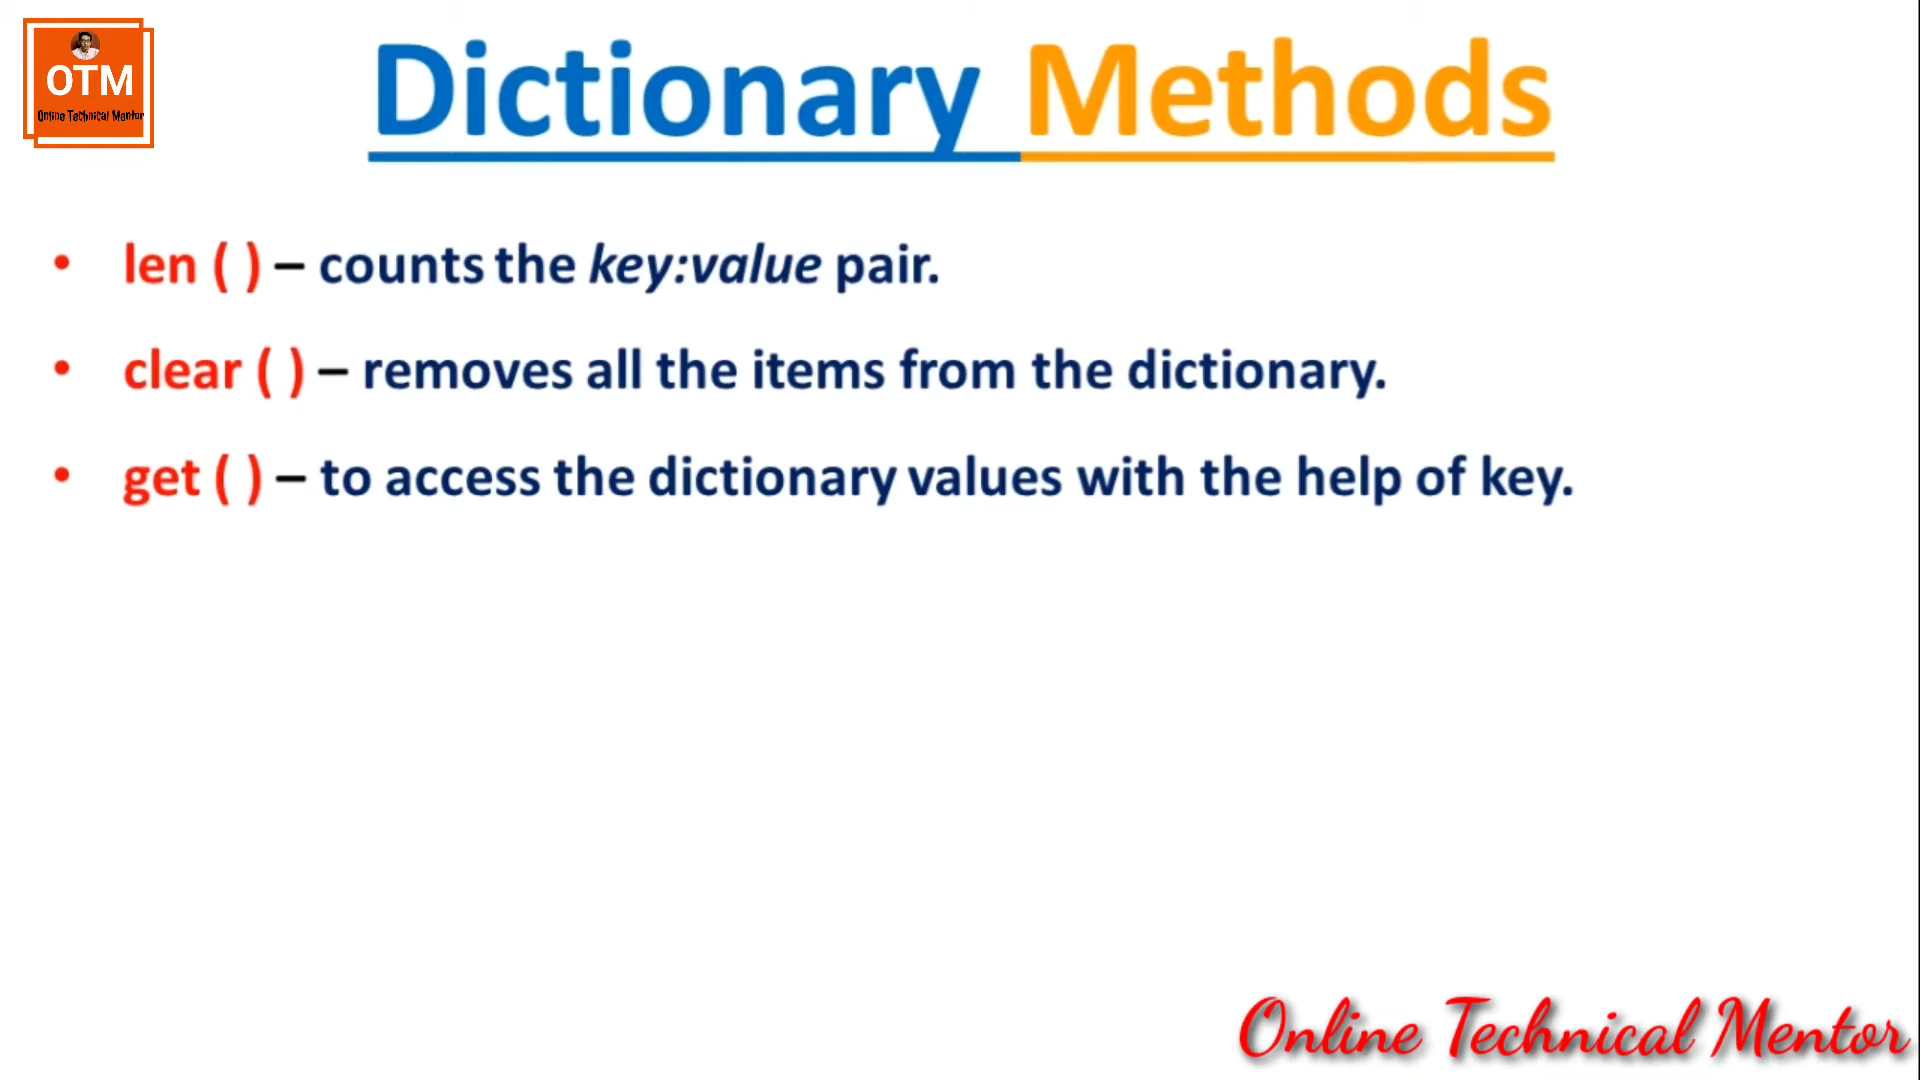 OTM
Online Technical Mentor
Dictionary Methods
• len ( ) – counts the key:value pair.
• clear ( ) – removes all the items from the dictionary.
• get ( ) – to access the dictionary values with the help of key.
Online Technical Mentor